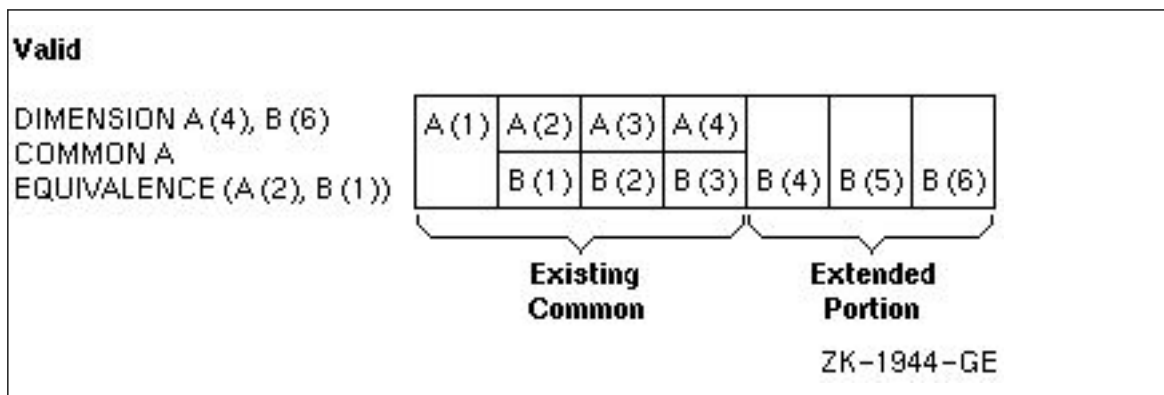 Valid
DIMENSION A(4), B(6)
COMMON A
EQUIVALENCE (A(2), B(1))
A(1) A(2) A(3) A(4)
B(1) B(2) B(3) B(4) B(5) B(6)
Existing Common
Extended Portion
ZK-1944-GE